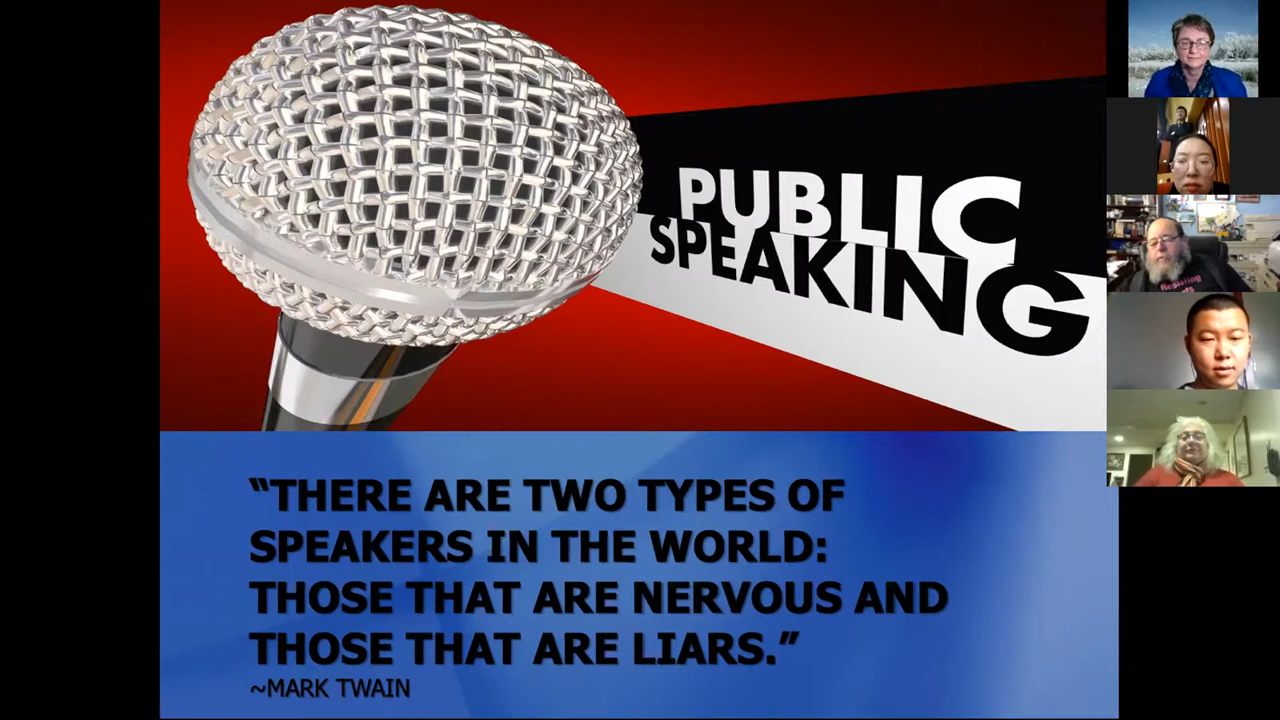 PUBLIC
SPEAKING
“THERE ARE TWO TYPES OF
SPEAKERS IN THE WORLD:
THOSE THAT ARE NERVOUS AND
THOSE THAT ARE LIARS.”
~MARK TWAIN